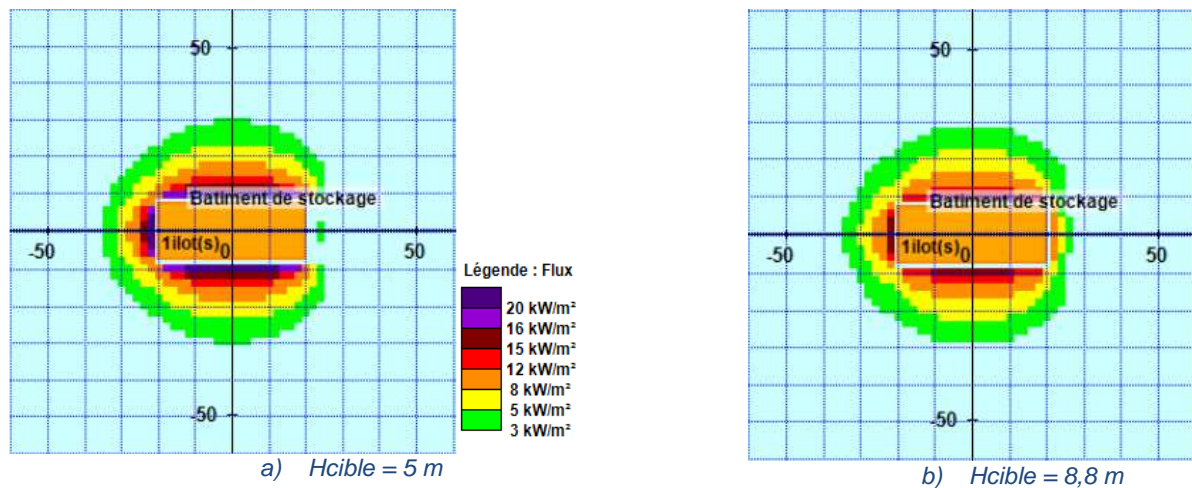 50
Batiment de stockage
-50
1ilot(s)
0
50
-50
a) Hcible = 5 m
Légende : Flux
20 kW/m²
16 kW/m²
15 kW/m²
12 kW/m²
8 kW/m²
5 kW/m²
3 kW/m²
50
Batiment de stockage
-50
1ilot(s)
0
50
-50
b) Hcible = 8,8 m